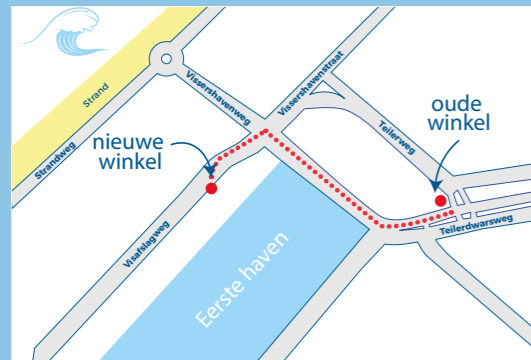 Strand
Strandweg
Vissershavenweg
Vissershavenstraat
oude
winkel
Teilerweg
nieuwe
winkel
Visafslagweg
Eerste haven
Teilerdwarsweg